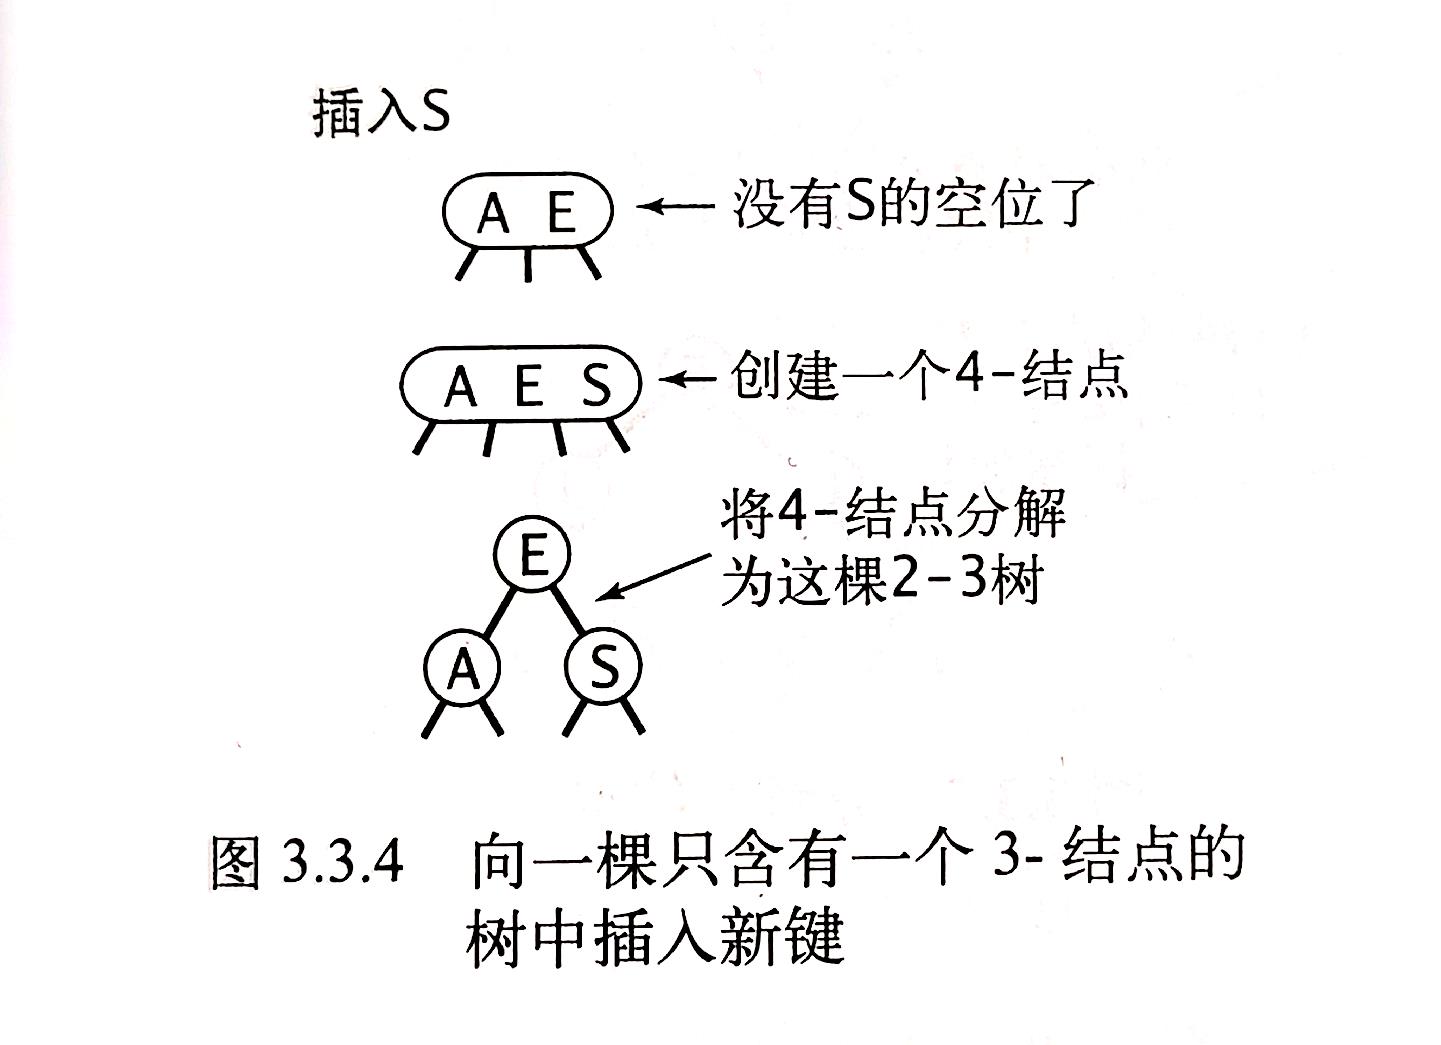 插入S
A E
没有S的空位了
A E S
创建一个4-结点
将4-结点分解
为这棵2-3树
E
A S
图 3.3.4 向一棵只含有一个 3- 结点的
树中插入新键